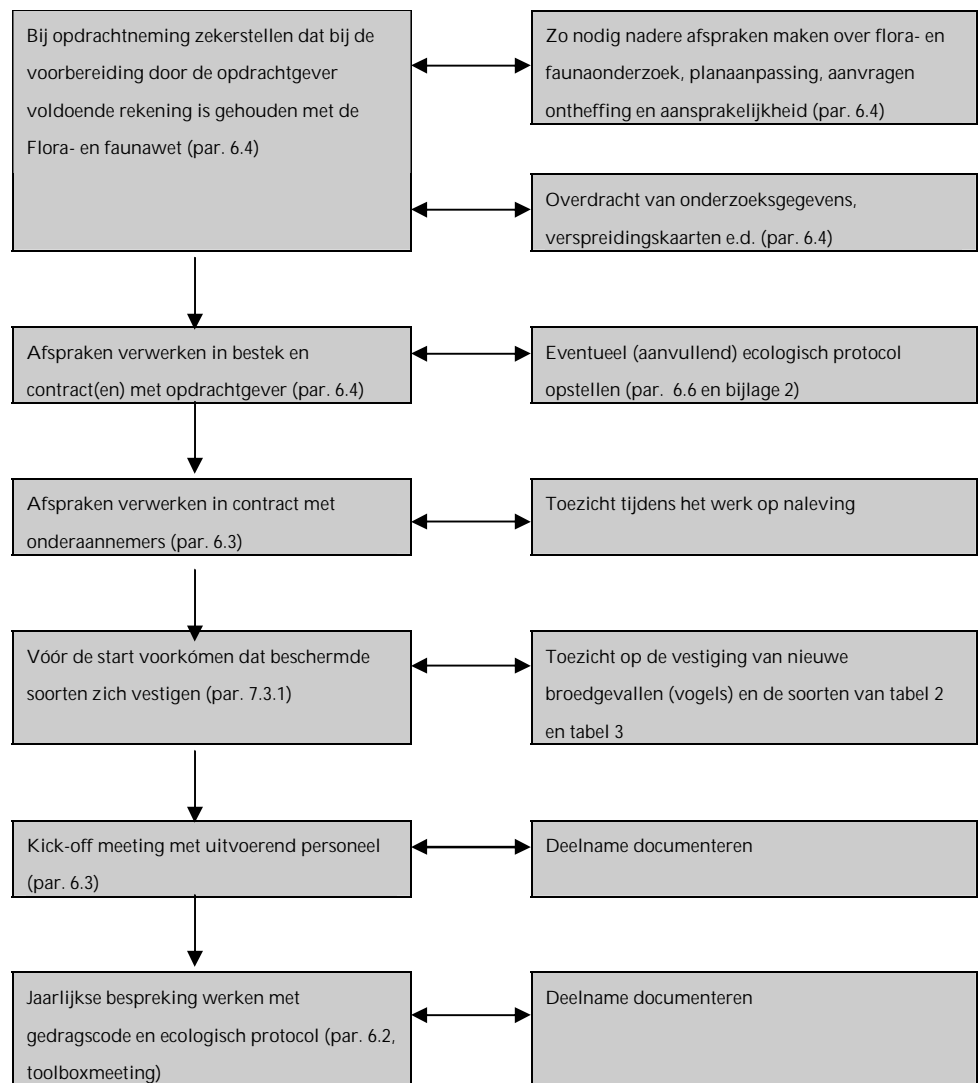 Bij opdrachtneming zekerstellen dat bij de
voorbereiding door de opdrachtgever
voldoende rekening is gehouden met de
Flora- en faunawet (par. 6.4)
Zo nodig nadere afspraken maken over flora- en
faunaonderzoek, planaanpassing, aanvragen
ontheffing en aansprakelijkheid (par. 6.4)
Overdracht van onderzoeksgegevens,
verspreidingskaarten e.d. (par. 6.4)
Afspraken verwerken in bestek en
contract(en) met opdrachtgever (par. 6.4)
Eventueel (aanvullend) ecologisch protocol
opstellen (par. 6.6 en bijlage 2)
Afspraken verwerken in contract met
onderaannemers (par. 6.3)
Toezicht tijdens het werk op naleving
Vóór de start voorkómen dat beschermde
soorten zich vestigen (par. 7.3.1)
Toezicht op de vestiging van nieuwe
broedgevallen (vogels) en de soorten van tabel 2
en tabel 3
Kick-off meeting met uitvoerend personeel
(par. 6.3)
Deelname documenteren
Jaarlijkse bespreking werken met
gedragscode en ecologisch protocol (par. 6.2,
toolboxmeeting)
Deelname documenteren